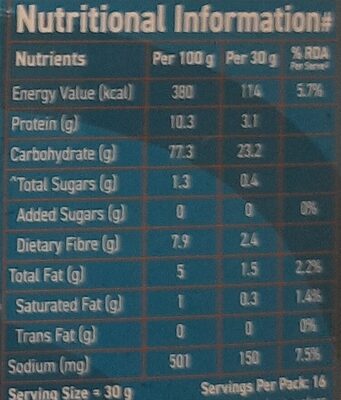 Nutritional Information#
Nutrients Per 100 g Per 30 g % RDA
Per Serve‡
Energy Value (kcal) 380 114 5.7%
Protein (g) 10.3 3.1
Carbohydrate (g) 77.3 23.2
^Total Sugars (g) 1.3 0.4
Added Sugars (g) 0 0 0%
Dietary Fibre (g) 7.9 2.4
Total Fat (g) 5 1.5 2.2%
Saturated Fat (g) 1 0.3 1.4%
Trans Fat (g) 0 0 0%
Sodium (mg) 501 150 7.5%
Serving Size = 30 g Servings Per Pack: 16